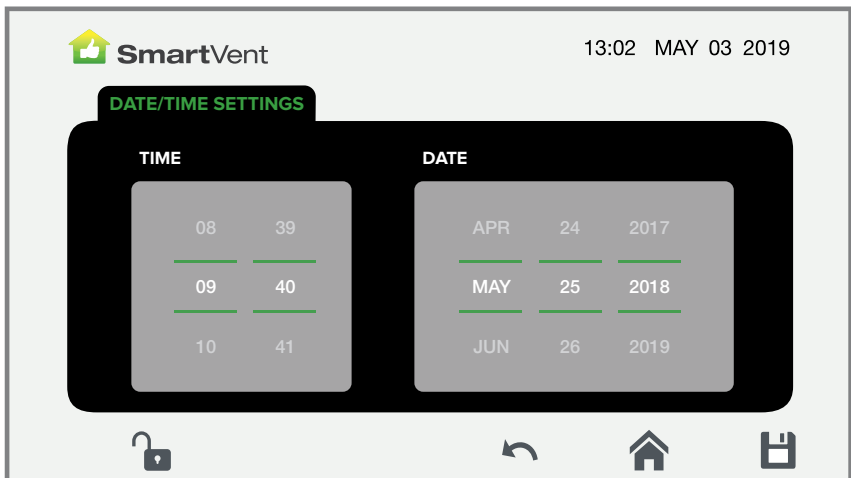 SmartVent
13:02 MAY 03 2019
DATE/TIME SETTINGS
TIME
DATE
08 39
APR 24 2017
09 40
MAY 25 2018
10 41
JUN 26 2019